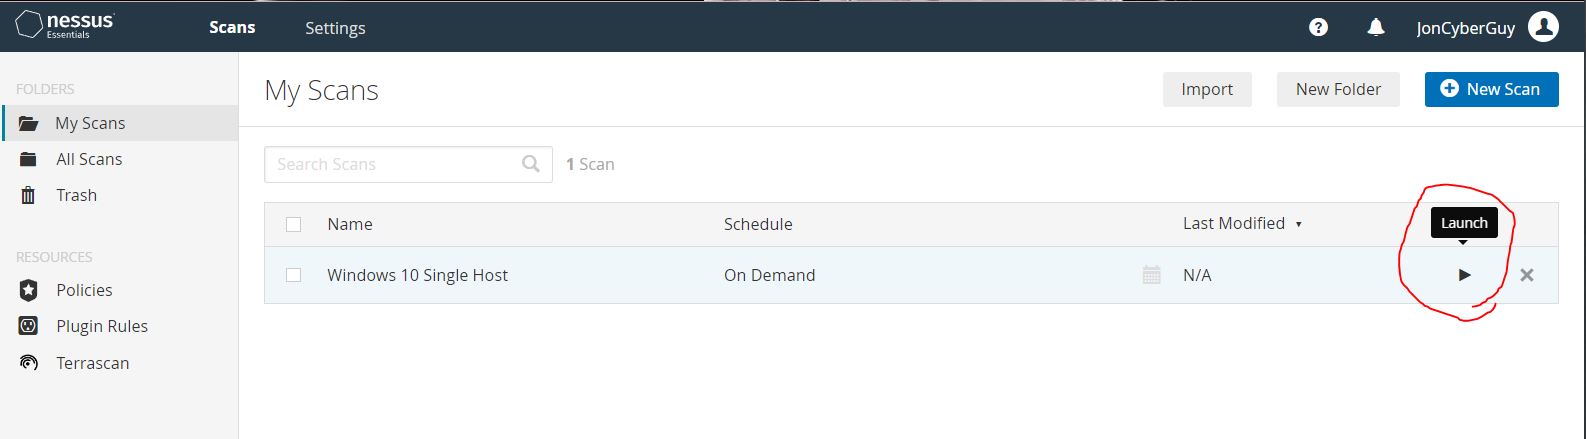 nessus
Essentials
Scans
Settings
JonCyberGuy
FOLDERS
My Scans
All Scans
Trash
RESOURCES
Policies
Plugin Rules
Terrascan
My Scans
Import
New Folder
New Scan
Search Scans
1 Scan
Name
Schedule
Last Modified
Launch
Windows 10 Single Host
On Demand
N/A